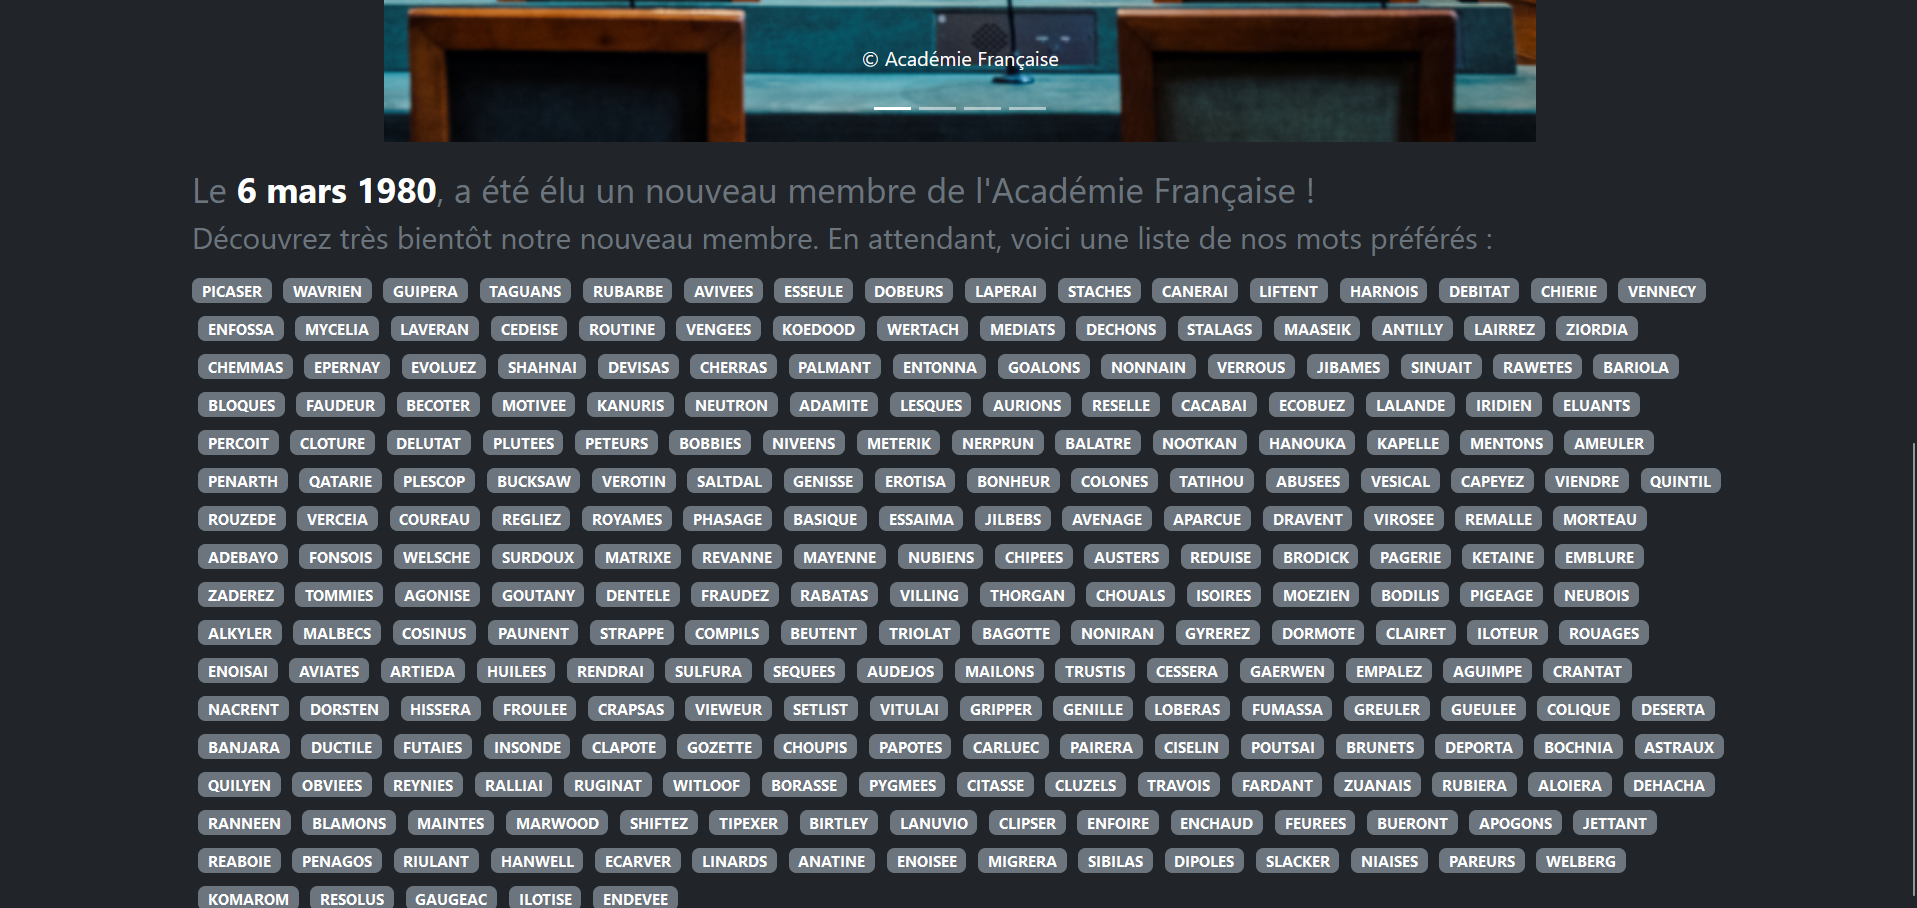 © Académie Française
Le 6 mars 1980, a été élu un nouveau membre de l'Académie Française !
Découvrez très bientôt notre nouveau membre. En attendant, voici une liste de nos mots préférés :
PICASER WAVRIEN GUIPERA TAGUANS RUBARBE AVIVEES ESSEULE DOBEURS LAPERAI STACHES CANERAI LIFTENT HARNOIS DEBITAT CHIERIE VENNECY
ENFOSSA MYCELIA LAVERAN CEDEISE ROUTINE VENGEES KOEDOOD WERTACH MEDIATS DECHONS STALAGS MAASEIK ANTILLY LAIRREZ ZIORDIA
CHEMMAS EPERNAY EVOLUEZ SHAHNAI DEVISAS CHERRAS PALMANT ENTONNA GOALONS NONNAIN VERROUS JIBAMES SINUAIT RAWETES BARIOLA
BLOQUES FAUDEUR BECOTER MOTIVEE KANURIS NEUTRON ADAMITE LESQUES AURIONS RESELLE CACABAI ECOBUEZ LALANDE IRIDIEN ELUANTS
PERCOIT CLOTURE DELUTAT PLUTEES PETEURS BOBBIES NIVEENS METERIK NERPRUN BALATRE NOOTKAN HANOUKA KAPELLE MENTONS AMEULER
PENARTH QATARIE PLESCOP BUCKSAW VEROTIN SALTDAL GENISSE EROTISA BONHEUR COLONES TATIHOU ABUSEES VESICAL CAPEYEZ VIENDRE QUINTIL
ROUZEDE VERCEIA COUREAU REGLIEZ ROYAMES PHASAGE BASIQUE ESSAIMA JILBEBS AVENAGE APARCUE DRAVENT VIROSEE REMALLE MORTEAU
ADEBAYO FONSOIS WELSCHE SURDOUX MATRIXE REVANNE MAYENNE NUBIENS CHIPEES AUSTERS REDUISE BRODICK PAGERIE KETAINE EMBLURE
ZADEREZ TOMMIES AGONISE GOUTANY DENTELE FRAUDEZ RABATAS VILLING THORGAN CHOUALS ISOIRES MOEZIEN BODILIS PIGEAGE NEUBOIS
ALKYLER MALBECS COSINUS PAUNENT STRAPPE COMPILS BEUTENT TRIOLAT BAGOTTE NONIRAN GYREREZ DORMOTE CLAIRET ILOTEUR ROUAGES
ENOISAI AVIATES ARTIEDA HUILEES RENDRAI SULFURA SEQUEES AUDEJOS MAILONS TRUSTIS CESSERA GAERWEN EMPALEZ AGUIMPE CRANTAT
NACRENT DORSTEN HISSERA FROULEE CRAPSAS VIEWEUR SETLIST VITULAI GRIPPER GENILLE LOBERAS FUMASSA GREULER GUEULEE COLIQUE DESERTA
BANJARA DUCTILE FUTAIES INSONDE CLAPOTE GOZETTE CHOUPIS PAPOTES CARLUEC PAIRERA CISELIN POUTSAI BRUNETS DEPORTA BOCHNIA ASTRAUX
QUILYEN OBVIEES REYNIES RALLIAI RUGINAT WITLOOF BORASSE PYGMEES CITASSE CLUZELS TRAVOIS FARDANT ZUANAIS RUBIERA ALOIERA DEHACHA
RANNEEN BLAMONS MAINTES MARWOOD SHIFTEZ TIPEXER BIRTLEY LANUVIO CLIPSER ENFOIRE ENCHAUD FEUREES BUERONT APOGONS JETTANT
REABOIE PENAGOS RIULANT HANWELL ECARVER LINARDS ANATINE ENOISEE MIGRERA SIBILAS DIPOLES SLACKER NIAISES PAREURS WELBERG
KOMAROM RESOLUS GAUGEAC ILOTISE ENDEVEE